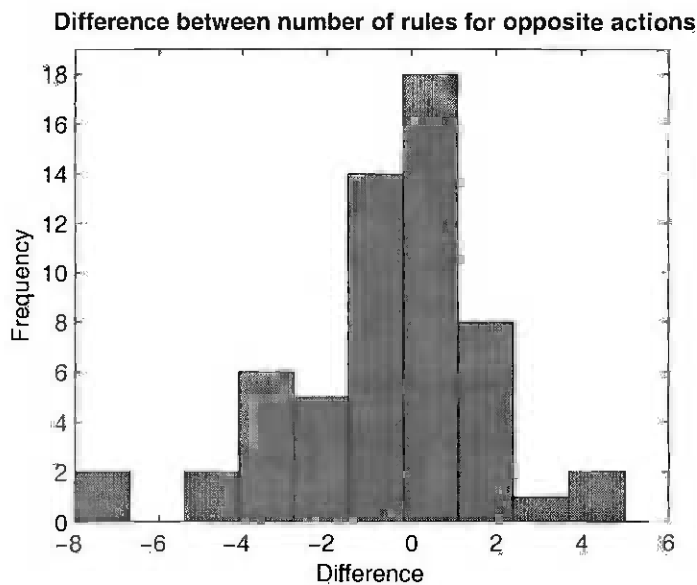 Difference between number of rules for opposite actions
18
16
14
12
10
8
6
4
2
0
Frequency
-8 -6 -4 -2 0 2 4 6
Difference